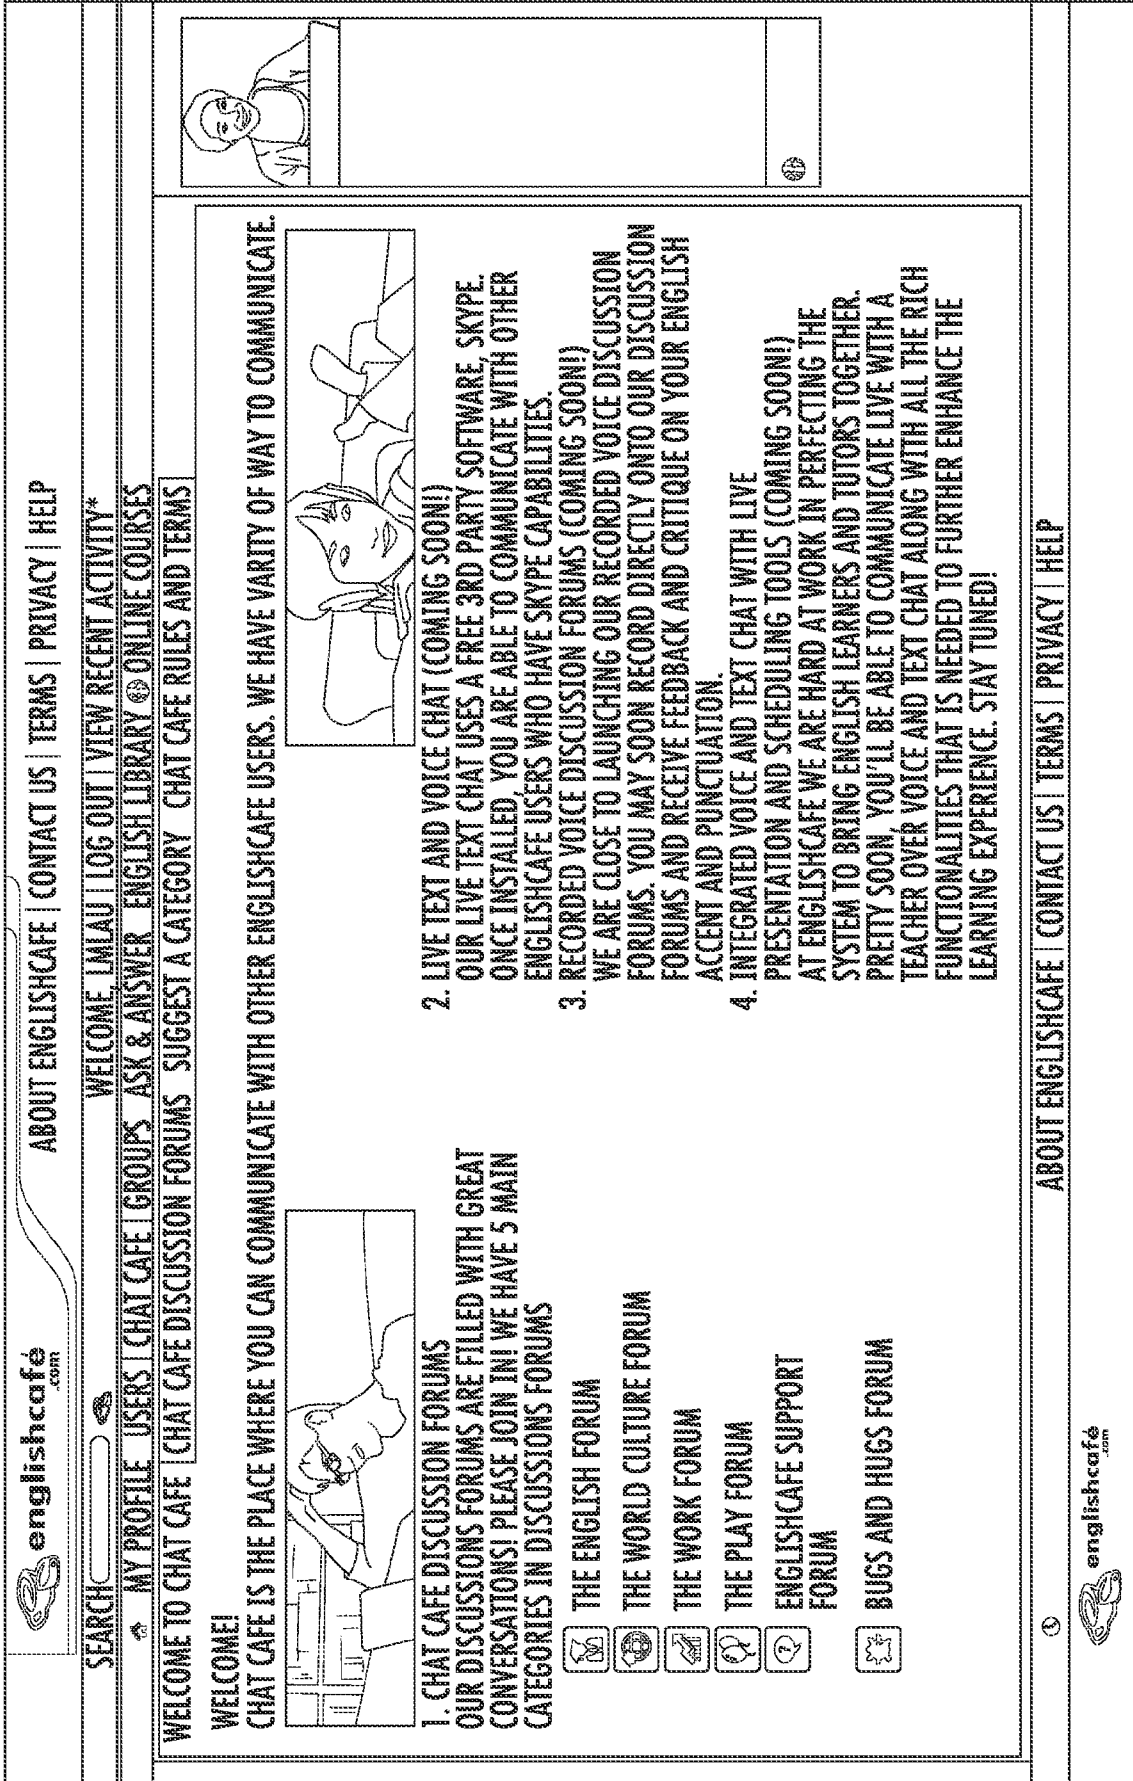 englishcafé
.com
ABOUT ENGLISHCAFE | CONTACT US | TERMS | PRIVACY | HELP
SEARCH
WELCOME, LMLAU | LOG OUT | VIEW RECENT ACTIVITY*
MY PROFILE USERS | CHAT CAFE | GROUPS ASK & ANSWER ENGLISH LIBRARY ONLINE COURSES
WELCOME TO CHAT CAFE CHAT CAFE DISCUSSION FORUMS SUGGEST A CATEGORY CHAT CAFE RULES AND TERMS
WELCOME!
CHAT CAFE IS THE PLACE WHERE YOU CAN COMMUNICATE WITH OTHER ENGLISHCAFE USERS. WE HAVE VARITY OF WAY TO COMMUNICATE.
1. CHAT CAFE DISCUSSION FORUMS
OUR DISCUSSIONS FORUMS ARE FILLED WITH GREAT
CONVERSATIONS! PLEASE JOIN IN! WE HAVE 5 MAIN
CATEGORIES IN DISCUSSIONS FORUMS
THE ENGLISH FORUM
THE WORLD CULTURE FORUM
THE WORK FORUM
THE PLAY FORUM
? ENGLISHCAFE SUPPORT
FORUM
BUGS AND HUGS FORUM
2. LIVE TEXT AND VOICE CHAT (COMING SOON!)
OUR LIVE TEXT CHAT USES A FREE 3RD PARTY SOFTWARE, SKYPE.
ONCE INSTALLED, YOU ARE ABLE TO COMMUNICATE WITH OTHER
ENGLISHCAFE USERS WHO HAVE SKYPE CAPABILITIES.
3. RECORDED VOICE DISCUSSION FORUMS (COMING SOON!)
WE ARE CLOSE TO LAUNCHING OUR RECORDED VOICE DISCUSSION
FORUMS. YOU MAY SOON RECORD DIRECTLY ONTO OUR DISCUSSION
FORUMS AND RECEIVE FEEDBACK AND CRITIQUE ON YOUR ENGLISH
ACCENT AND PUNCTUATION.
4. INTEGRATED VOICE AND TEXT CHAT WITH LIVE
PRESENTATION AND SCHEDULING TOOLS (COMING SOON!)
AT ENGLISHCAFE WE ARE HARD AT WORK IN PERFECTING THE
SYSTEM TO BRING ENGLISH LEARNERS AND TUTORS TOGETHER.
PRETTY SOON, YOU'LL BE ABLE TO COMMUNICATE LIVE WITH A
TEACHER OVER VOICE AND TEXT CHAT ALONG WITH ALL THE RICH
FUNCTIONALITIES THAT IS NEEDED TO FURTHER ENHANCE THE
LEARNING EXPERIENCE. STAY TUNED!
ABOUT ENGLISHCAFE | CONTACT US | TERMS | PRIVACY | HELP
englishcafé
.com